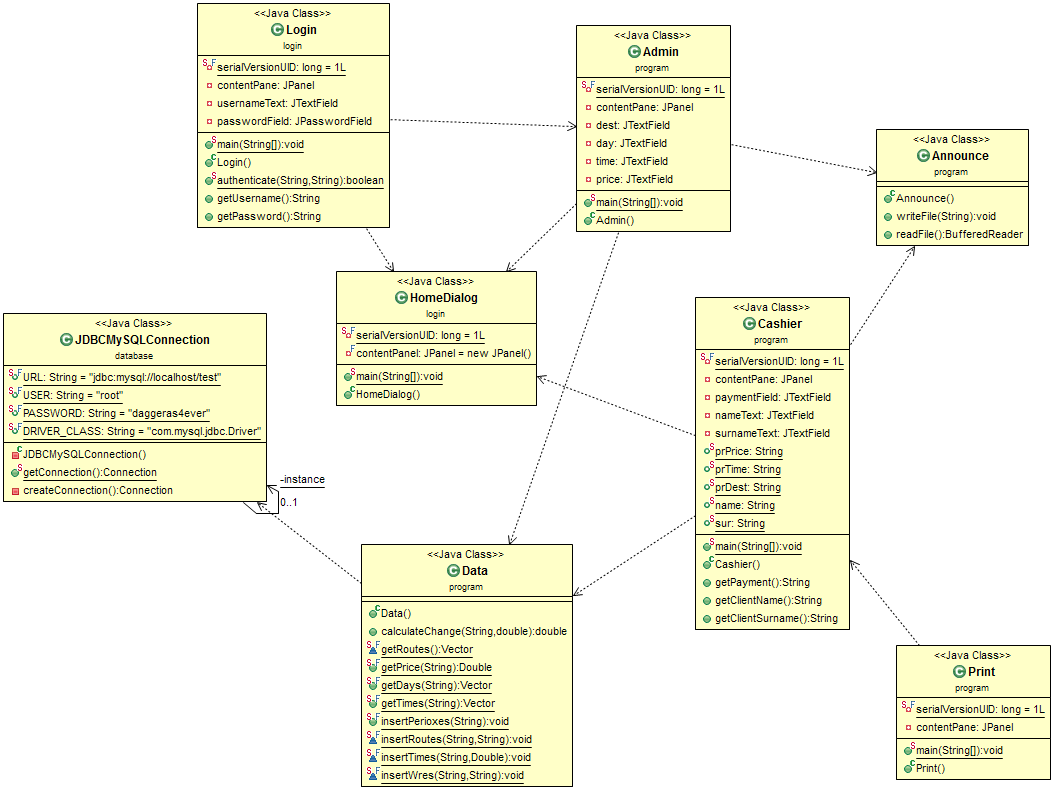 <<Java Class>>
Login
login
serialVersionUID: long = 1L
contentPane: JPanel
usernameText: JTextField
passwordField: JPasswordField
main(String[]):void
Login()
authenticate(String,String):boolean
getUsername():String
getPassword():String
<<Java Class>>
Admin
program
serialVersionUID: long = 1L
contentPane: JPanel
dest: JTextField
day: JTextField
time: JTextField
price: JTextField
main(String[]):void
Admin()
<<Java Class>>
Announce
program
Announce()
writeFile(String):void
readFile():BufferedReader
<<Java Class>>
HomeDialog
login
serialVersionUID: long = 1L
contentPanel: JPanel = new JPanel()
main(String[]):void
HomeDialog()
<<Java Class>>
JDBCMySQLConnection
database
URL: String = "jdbc:mysql://localhost/test"
USER: String = "root"
PASSWORD: String = "daggeras4ever"
DRIVER_CLASS: String = "com.mysql.jdbc.Driver"
JDBCMySQLConnection()
getConnection():Connection
createConnection():Connection
-instance
0..1
<<Java Class>>
Cashier
program
serialVersionUID: long = 1L
contentPane: JPanel
paymentField: JTextField
nameText: JTextField
surnameText: JTextField
prPrice: String
prTime: String
prDest: String
name: String
sur: String
main(String[]):void
Cashier()
getPayment():String
getClientName():String
getClientSurname():String
<<Java Class>>
Data
program
Data()
calculateChange(String,double):double
getRoutes():Vector
getPrice(String):Double
getDays(String):Vector
getTimes(String):Vector
insertPerioxes(String):void
insertRoutes(String,String):void
insertTimes(String,Double):void
insertWres(String,String):void
<<Java Class>>
Print
program
serialVersionUID: long = 1L
contentPane: JPanel
main(String[]):void
Print()